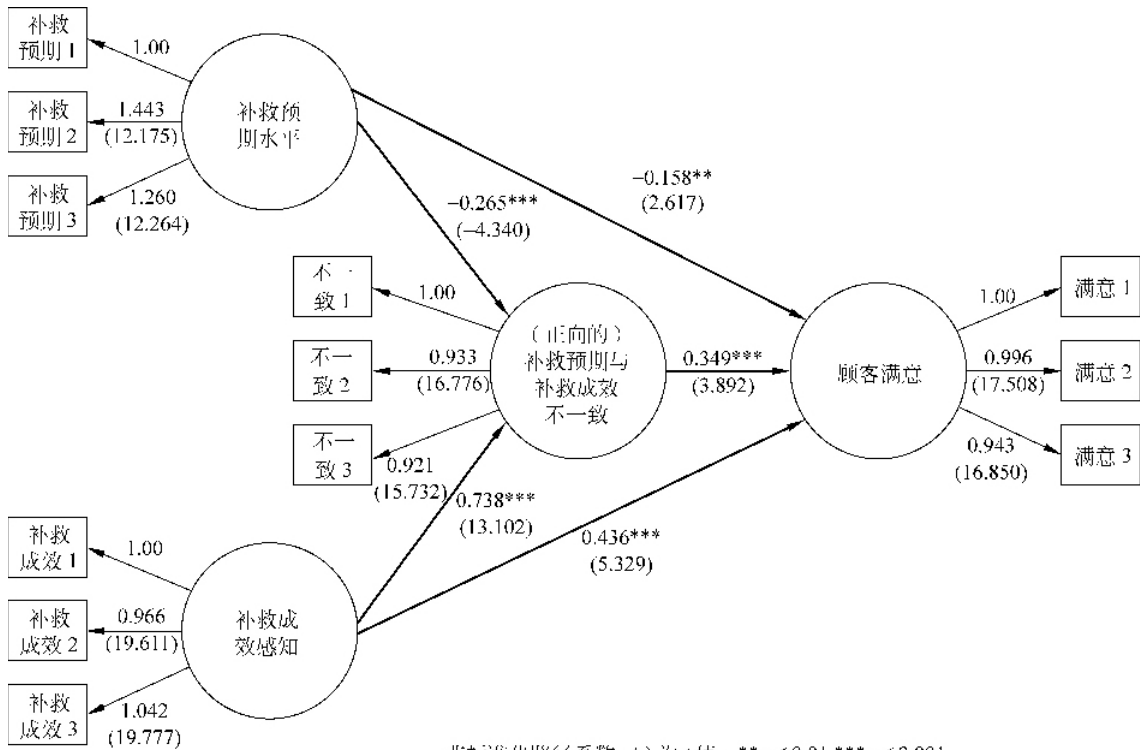 补救
预期1
1.00
补救
预期2
1.443
(12.175)
补救
预期3
1.260
(12.264)
补救预
期水平
−0.158**
(2.617)
−0.265***
(−4.340)
不一
致1
1.00
不一
致2
0.933
(16.776)
不一
致3
0.921
(15.732)
(正向的)
补救预期与
补救成效
不一致
0.349***
(3.892)
顾客满意
1.00
满意1
0.996
(17.508)
满意2
0.943
(16.850)
满意3
0.738***
(13.102)
0.436***
(5.329)
补救
成效1
1.00
补救
成效2
0.966
(19.611)
补救
成效3
1.042
(19.777)
补救成
效感知